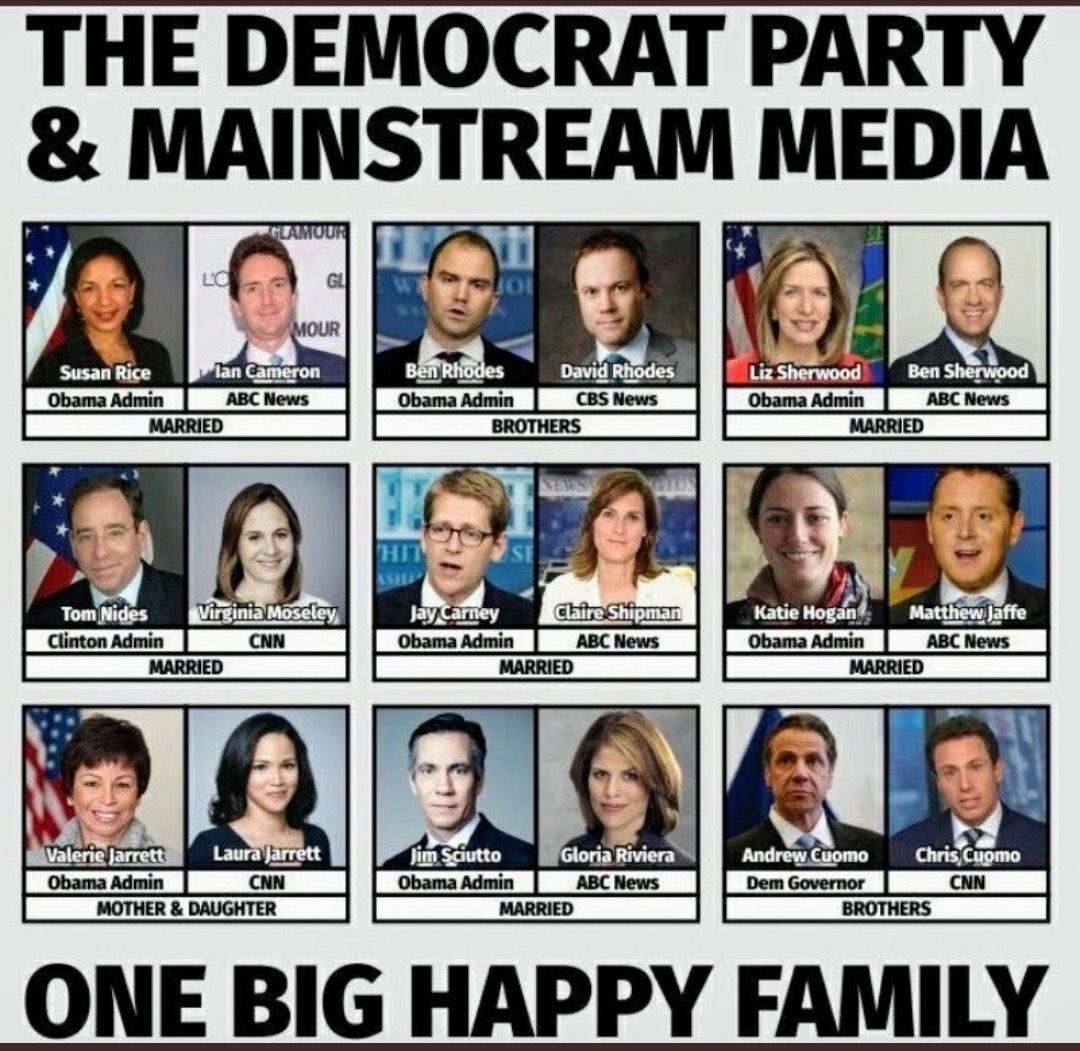 THE DEMOCRAT PARTY
& MAINSTREAM MEDIA
GLAMOUR
L'O
GL
MOUR
Susan Rice
Ian Cameron
Obama Admin
ABC News
MARRIED
Ben Rhodes
David Rhodes
Obama Admin
CBS News
BROTHERS
Liz Sherwood
Ben Sherwood
Obama Admin
ABC News
MARRIED
Tom Nides
Virginia Moseley
Clinton Admin
CNN
MARRIED
NEWS
Jay Carney
Claire Shipman
Obama Admin
ABC News
MARRIED
Katie Hogan
Matthew Jaffe
Obama Admin
ABC News
MARRIED
Valerie Jarrett
Laura Jarrett
Obama Admin
CNN
MOTHER & DAUGHTER
Jim Sciutto
Gloria Riviera
Obama Admin
ABC News
MARRIED
Andrew Cuomo
Chris Cuomo
Dem Governor
CNN
BROTHERS
ONE BIG HAPPY FAMILY